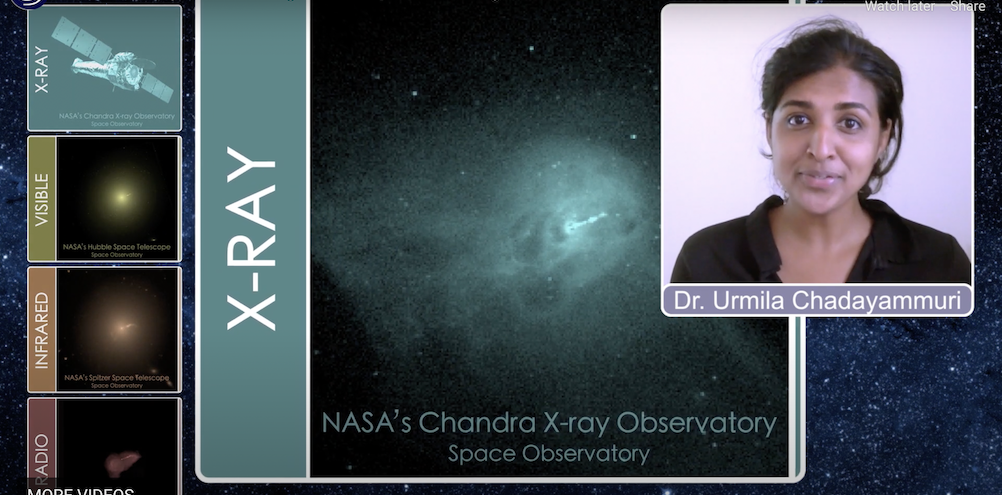 Watch later Share
X-RAY
NASA's Chandra X-ray Observatory
Space Observatory
VISIBLE
NASA's Hubble Space Telescope
Space Observatory
INFRARED
NASA's Spitzer Space Telescope
Space Observatory
RADIO
MORE VIDEOS
X-RAY
NASA's Chandra X-ray Observatory
Space Observatory
Dr. Urmila Chadayammuri